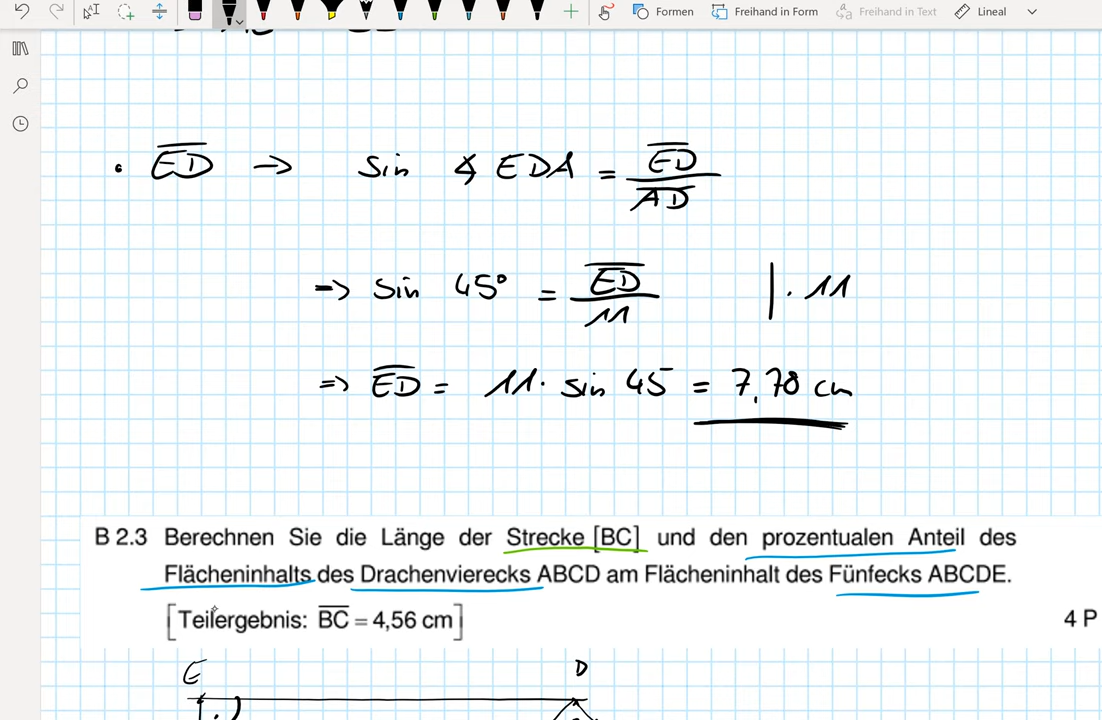 Formen Freihand in Form Freihand in Text Lineal
• ED → sin ∢ EDA = ED / AD
=> sin 45° = ED / 11 | · 11
=> ED = 11 · sin 45 = 7,78 cm
B 2.3 Berechnen Sie die Länge der Strecke [BC] und den prozentualen Anteil des
Flächeninhalts des Drachenvierecks ABCD am Flächeninhalt des Fünfecks ABCDE.
[Teilergebnis: BC = 4,56 cm]
4 P
E D